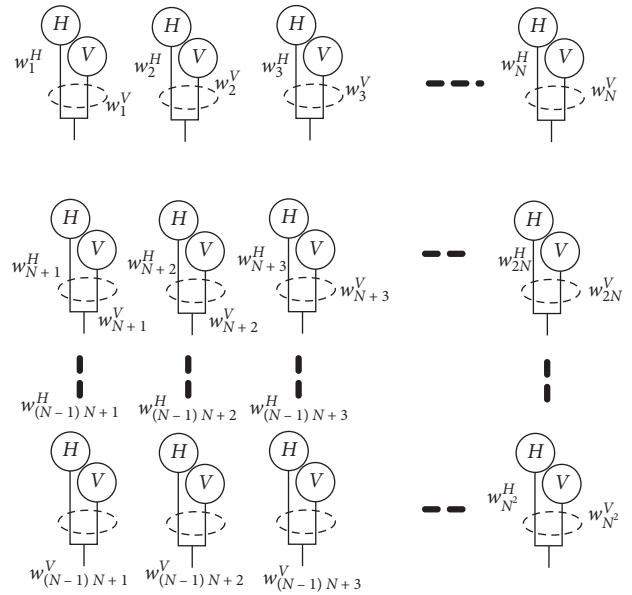 H H H H
w_1^H V w_2^H V w_3^H V w_N^H V
w_1^V w_2^V w_3^V w_N^V
H H H H
w_{N+1}^H V w_{N+2}^H V w_{N+3}^H V w_{2N}^H V
w_{N+1}^V w_{N+2}^V w_{N+3}^V w_{2N}^V
w_{(N–1) N+1}^H w_{(N–1) N+2}^H w_{(N–1) N+3}^H
H H H H
V V V w_{N^2}^H V
w_{N^2}^V
w_{(N–1) N+1}^V w_{(N–1) N+2}^V w_{(N–1) N+3}^V